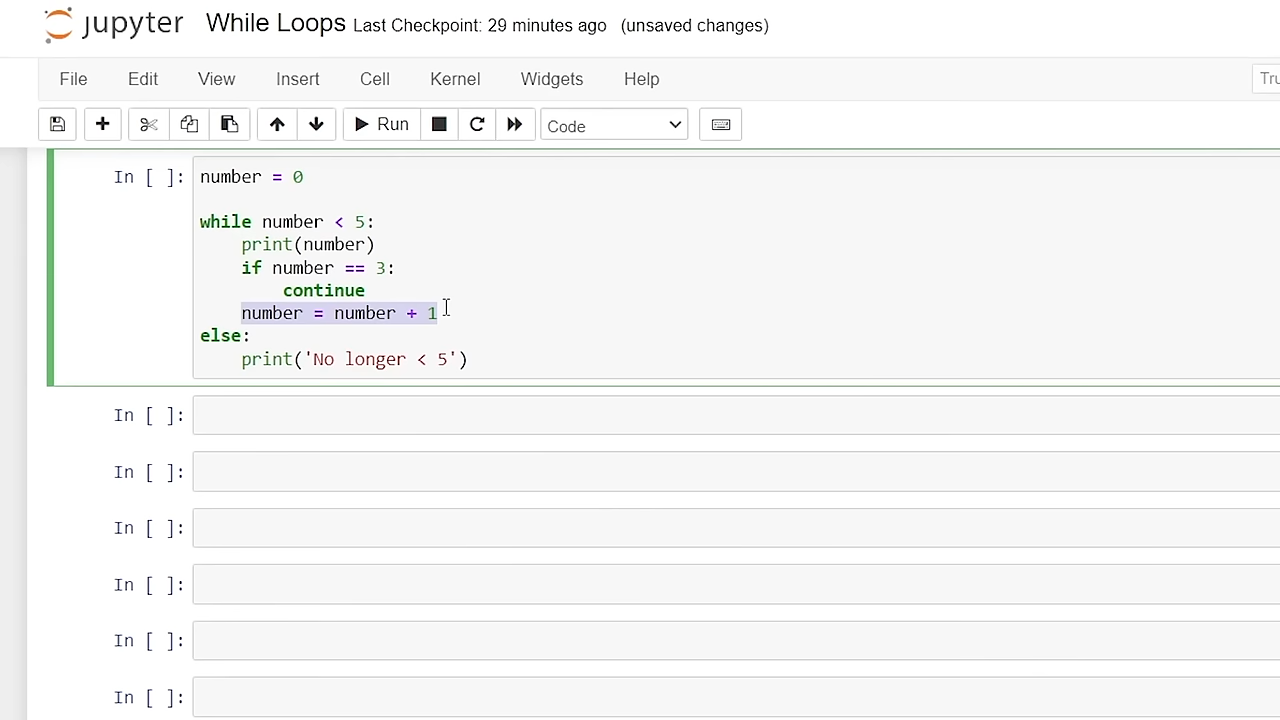 jupyter While Loops Last Checkpoint: 29 minutes ago (unsaved changes)
File Edit View Insert Cell Kernel Widgets Help
Run Code
In [ ]: number = 0
while number < 5:
    print(number)
    if number == 3:
        continue
    number = number + 1
else:
    print('No longer < 5')
In [ ]:
In [ ]:
In [ ]:
In [ ]:
In [ ]:
In [ ]: